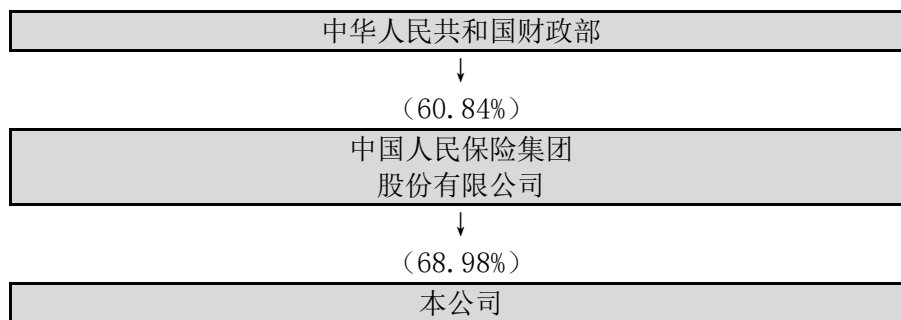 中华人民共和国财政部
↓
（60.84%）
中国人民保险集团
股份有限公司
↓
（68.98%）
本公司